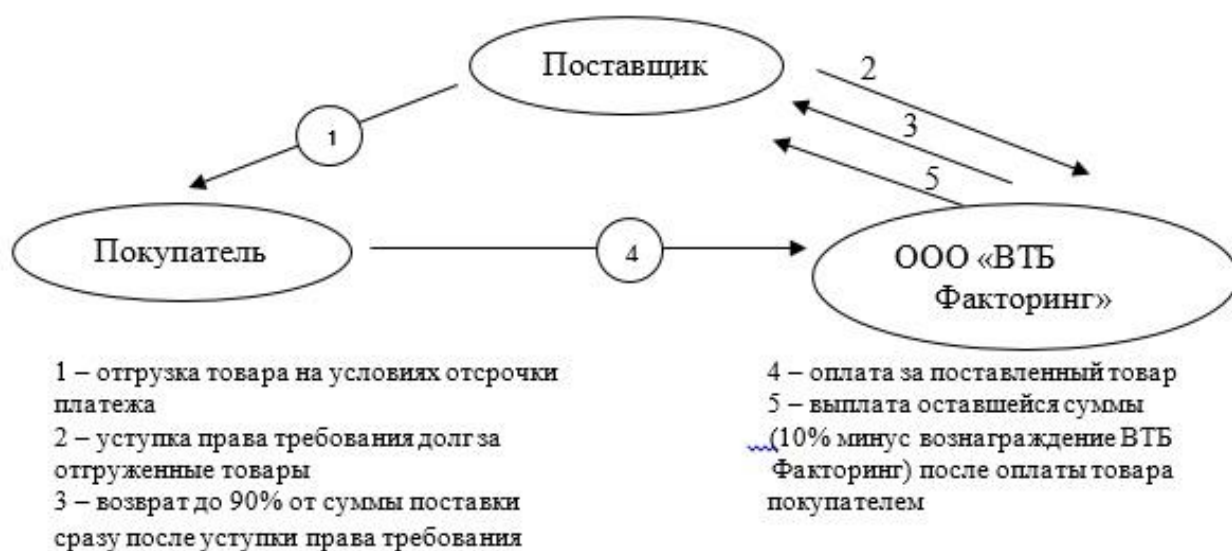 Поставщик
2
3
5
1
Покупатель
4
ООО «ВТБ
Факторинг»
1 – отгрузка товара на условиях отсрочки
платежа
2 – уступка права требования долг за
отгруженные товары
3 – возврат до 90% от суммы поставки
сразу после уступки права требования
4 – оплата за поставленный товар
5 – выплата оставшейся суммы
(10% минус вознаграждение ВТБ
Факторинг) после оплаты товара
покупателем